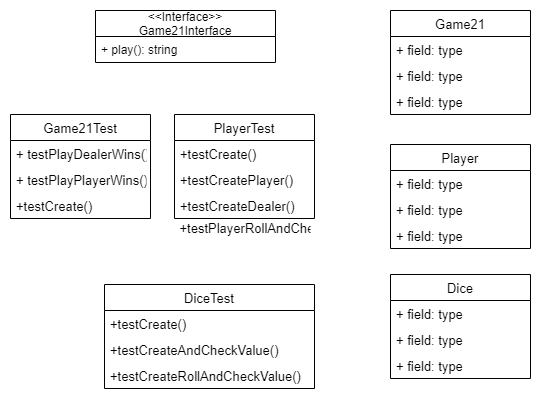 <<Interface>>
Game21Interface
+ play(): string
Game21
+ field: type
+ field: type
+ field: type
Game21Test
+ testPlayDealerWins(
+ testPlayPlayerWins(
+testCreate()
PlayerTest
+testCreate()
+testCreatePlayer()
+testCreateDealer()
+testPlayerRollAndChe
Player
+ field: type
+ field: type
+ field: type
DiceTest
+testCreate()
+testCreateAndCheckValue()
+testCreateRollAndCheckValue()
Dice
+ field: type
+ field: type
+ field: type